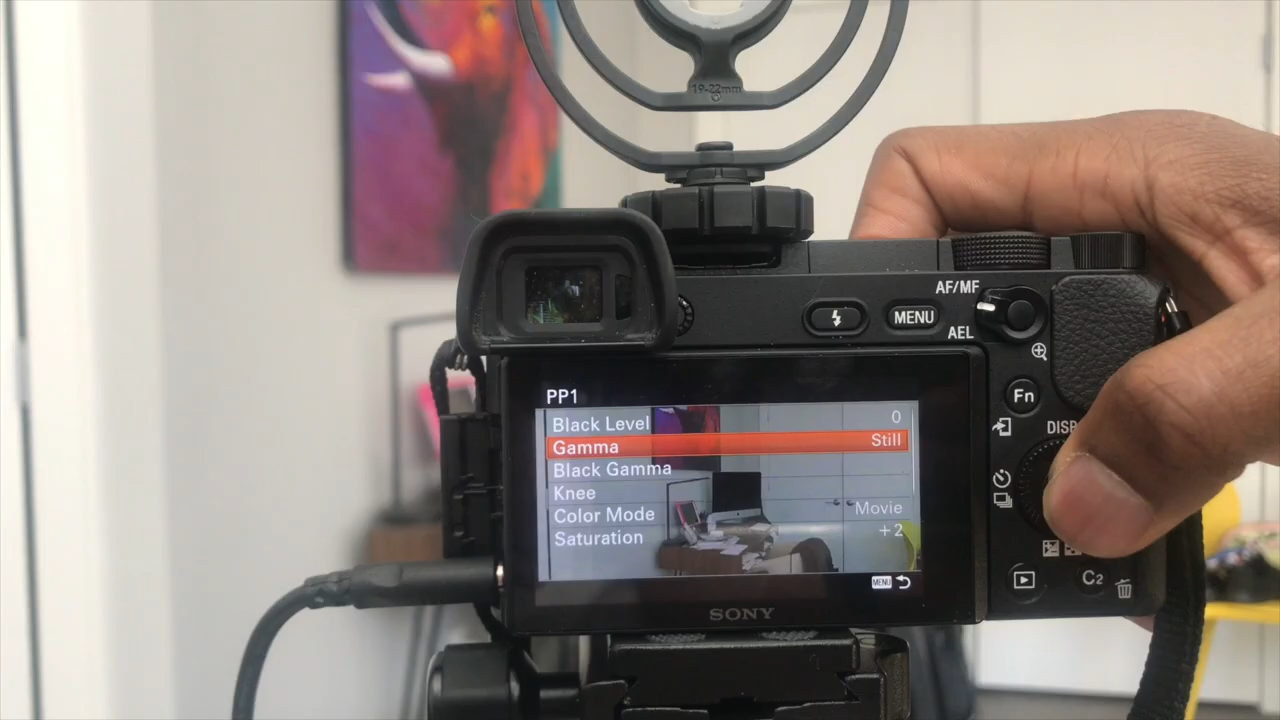 19-22mm
AF/MF
MENU
AEL
Fn
PP1
Black Level 0
Gamma Still
Black Gamma
Knee
Color Mode Movie
Saturation +2
MENU
C2
SONY